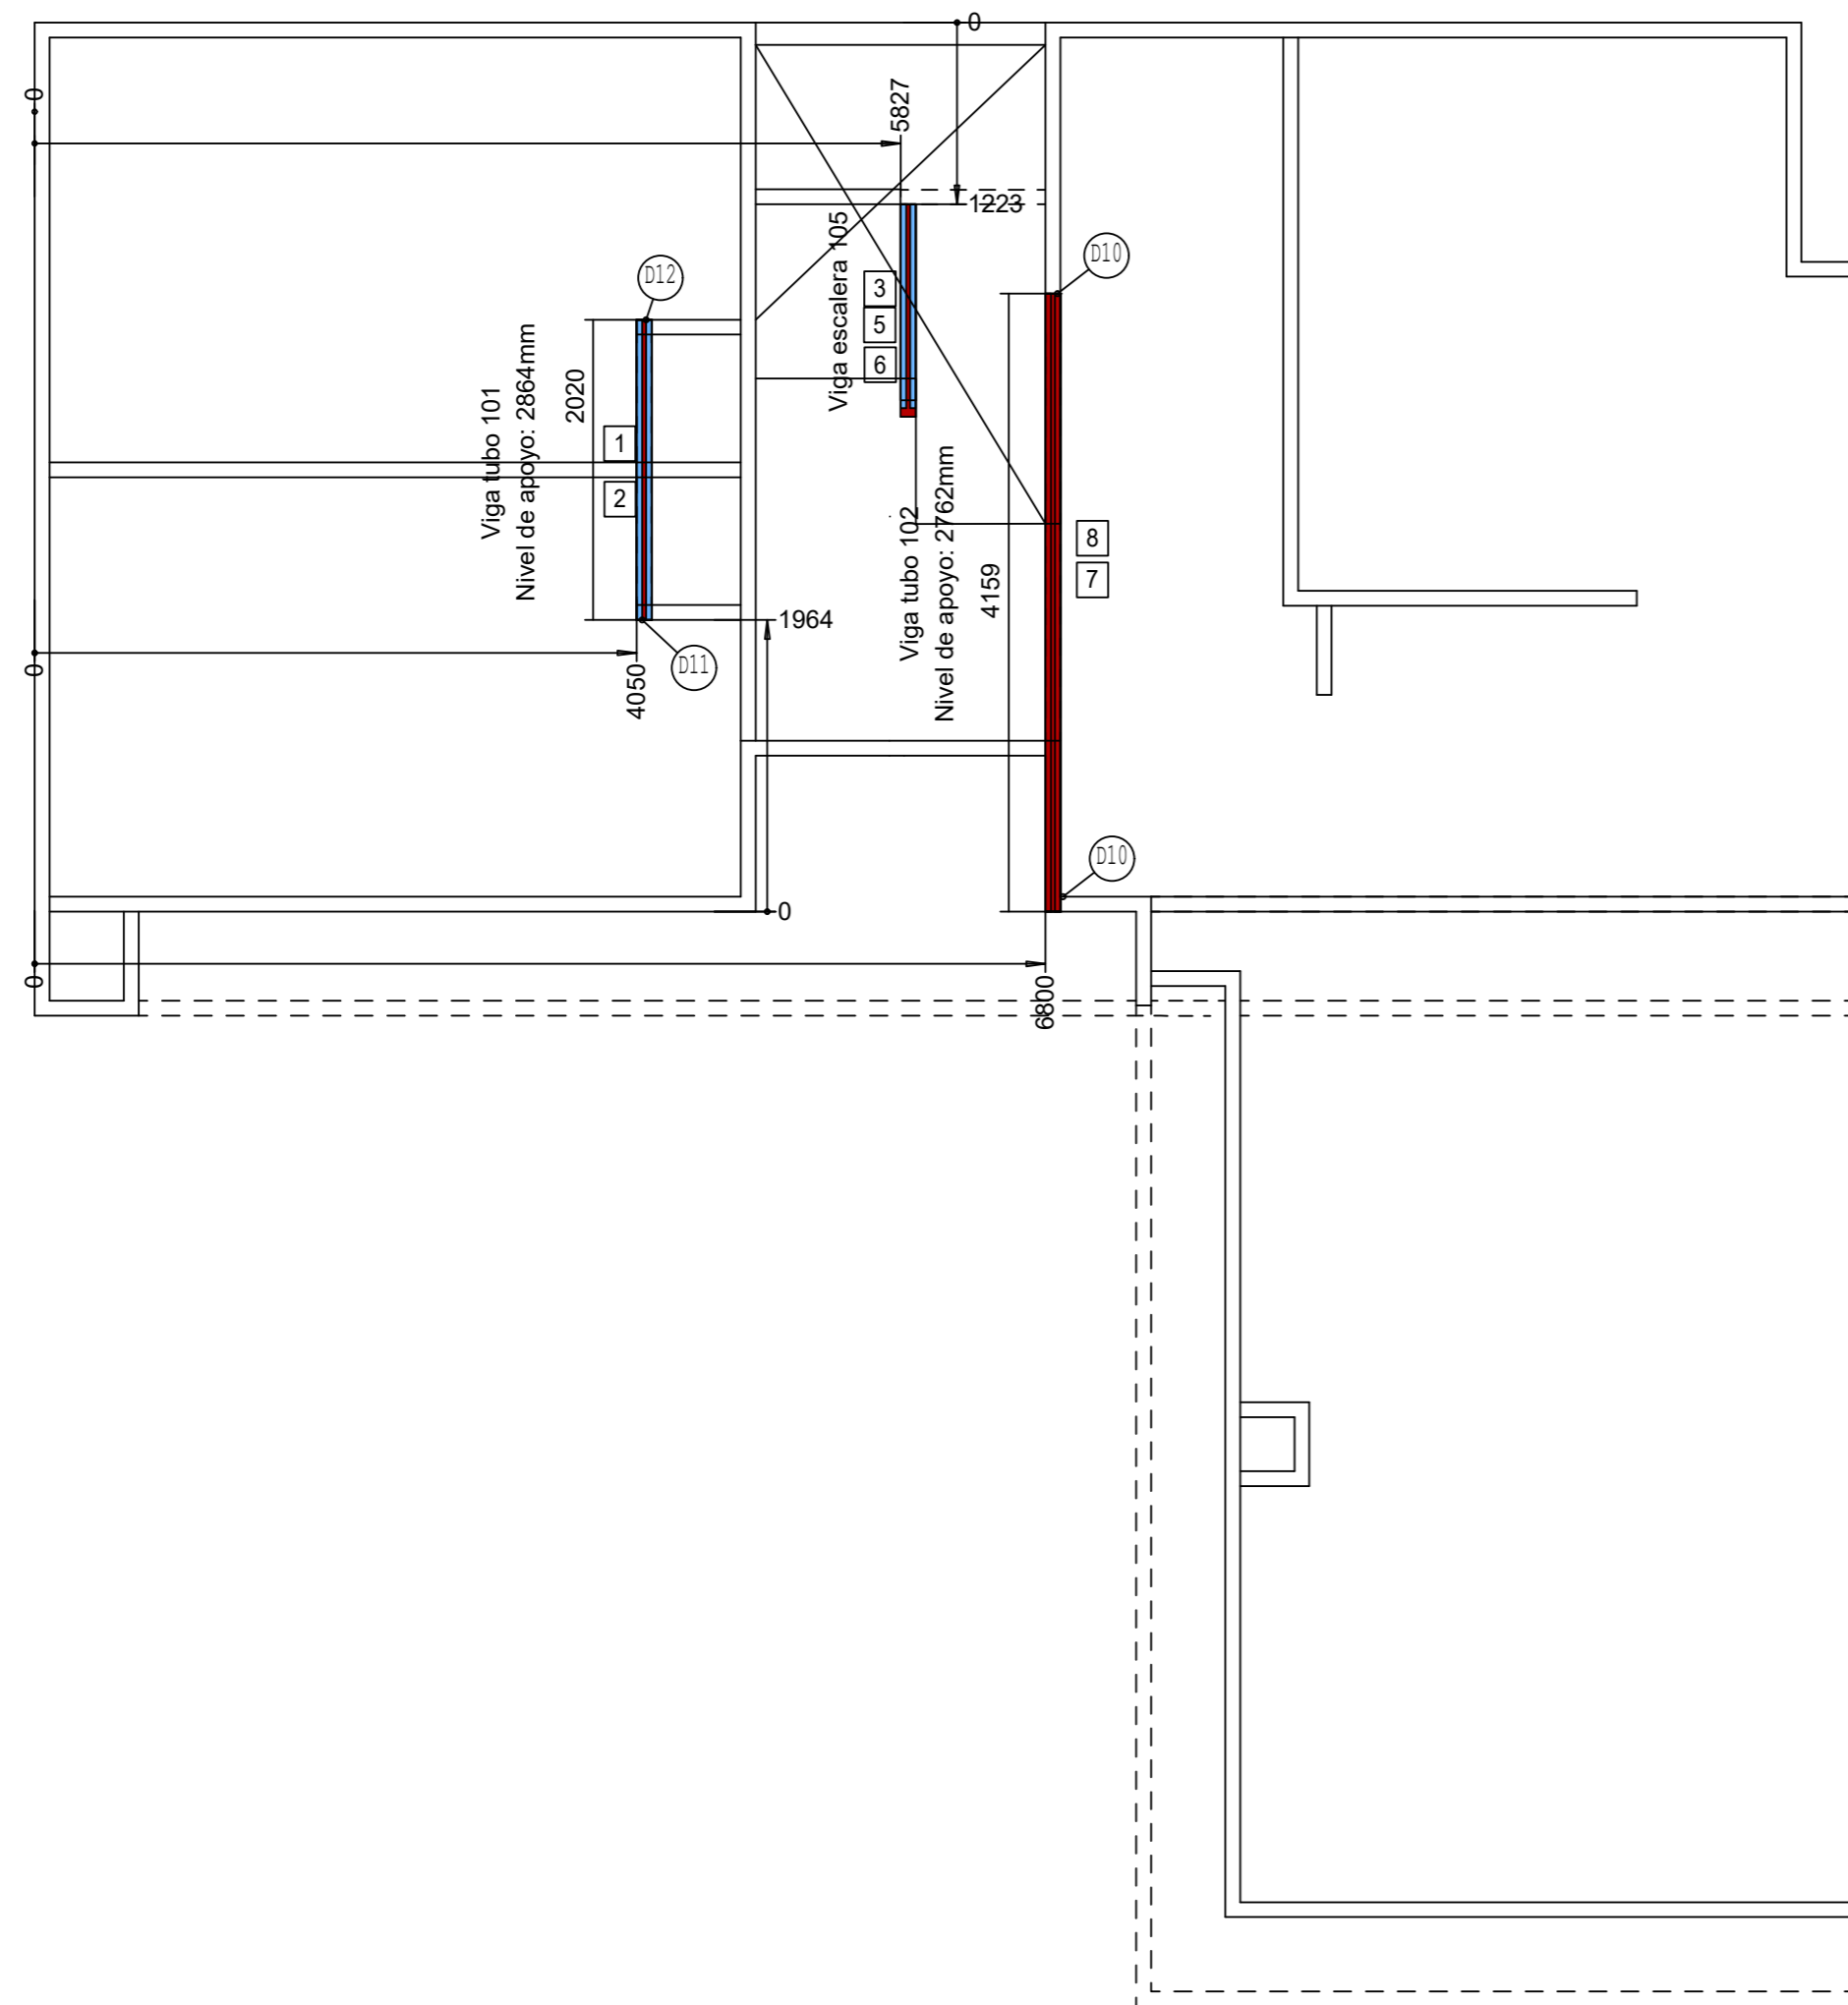 0
0
5827
1223
D10
D12
Viga escalera 105
3
5
6
Viga tubo 101
Nivel de apoyo: 2864mm
2020
1
2
Viga tubo 102
Nivel de apoyo: 2762mm
4159
8
7
1964
0
4050
D11
D10
0
0
6800